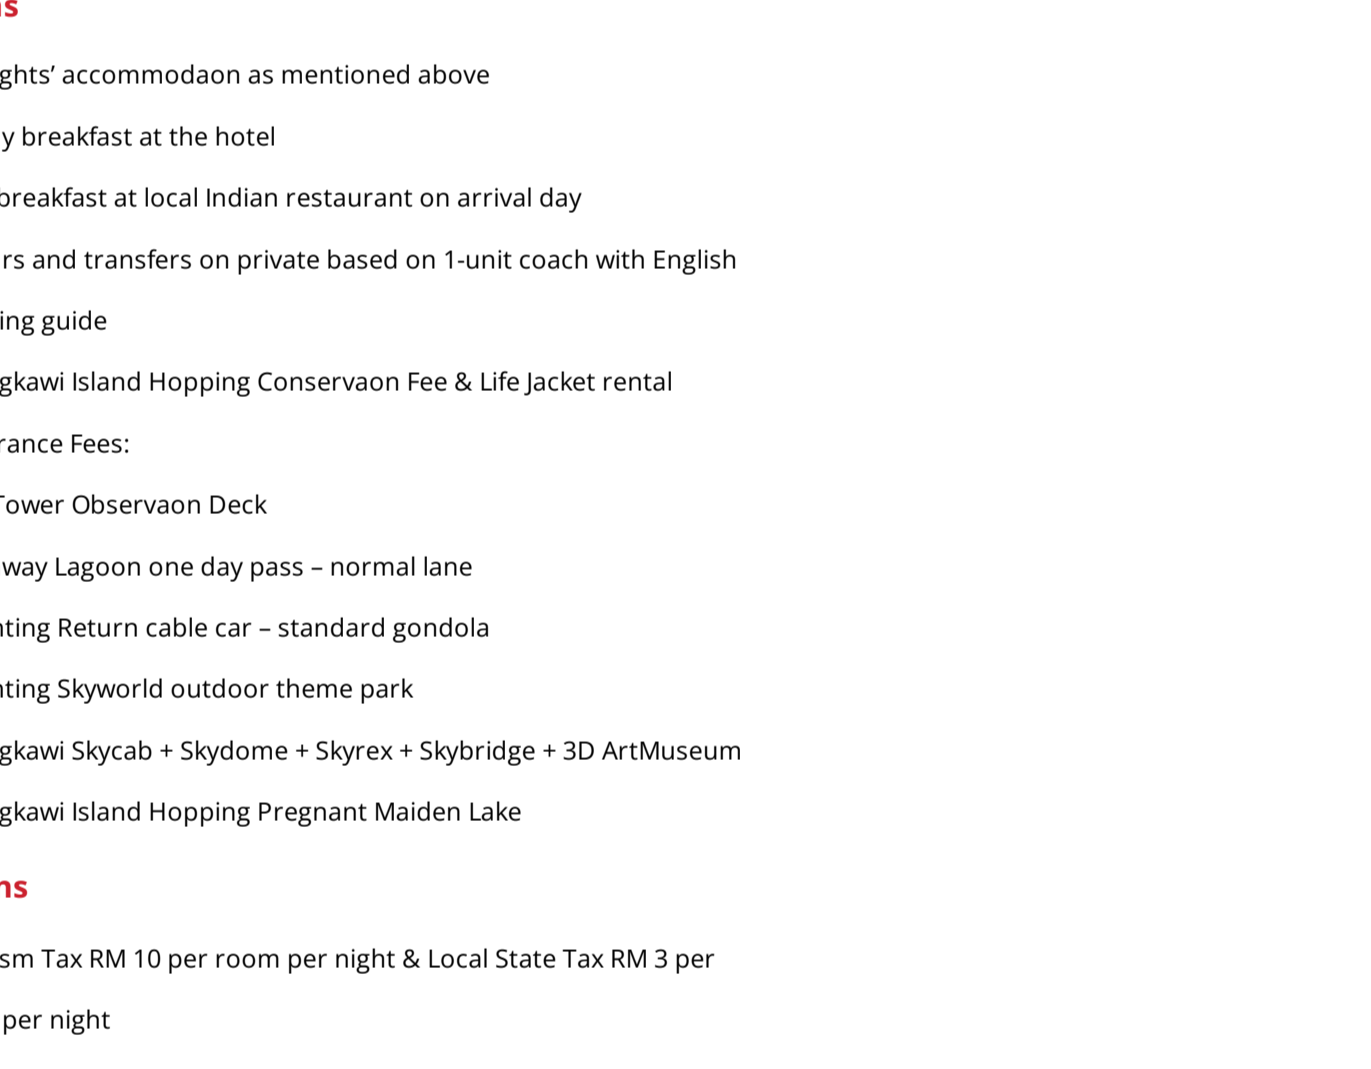 ns
ghts’ accommodaon as mentioned above
y breakfast at the hotel
breakfast at local Indian restaurant on arrival day
rs and transfers on private based on 1-unit coach with English
ing guide
gkawi Island Hopping Conservaon Fee & Life Jacket rental
rance Fees:
Tower Observaon Deck
way Lagoon one day pass – normal lane
nting Return cable car – standard gondola
nting Skyworld outdoor theme park
gkawi Skycab + Skydome + Skyrex + Skybridge + 3D ArtMuseum
gkawi Island Hopping Pregnant Maiden Lake
ns
sm Tax RM 10 per room per night & Local State Tax RM 3 per
per night